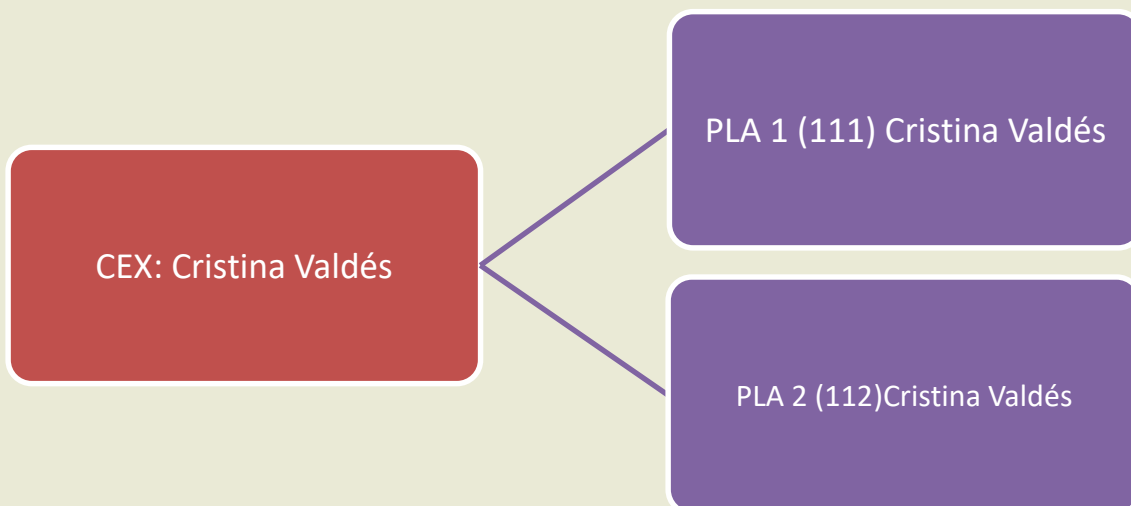 CEX: Cristina Valdés
PLA 1 (111) Cristina Valdés
PLA 2 (112)Cristina Valdés